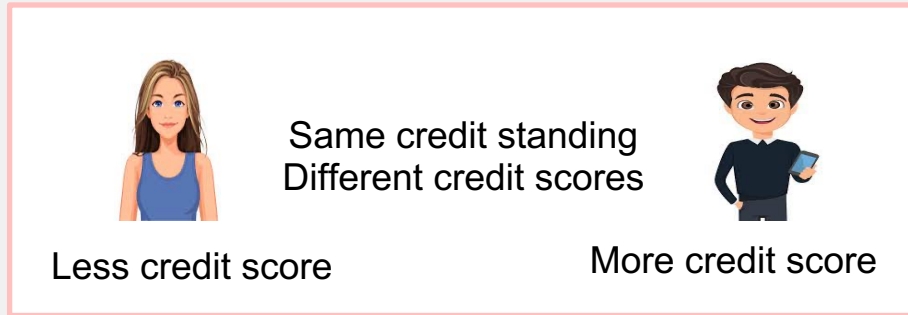 Same credit standing
Different credit scores
Less credit score
More credit score